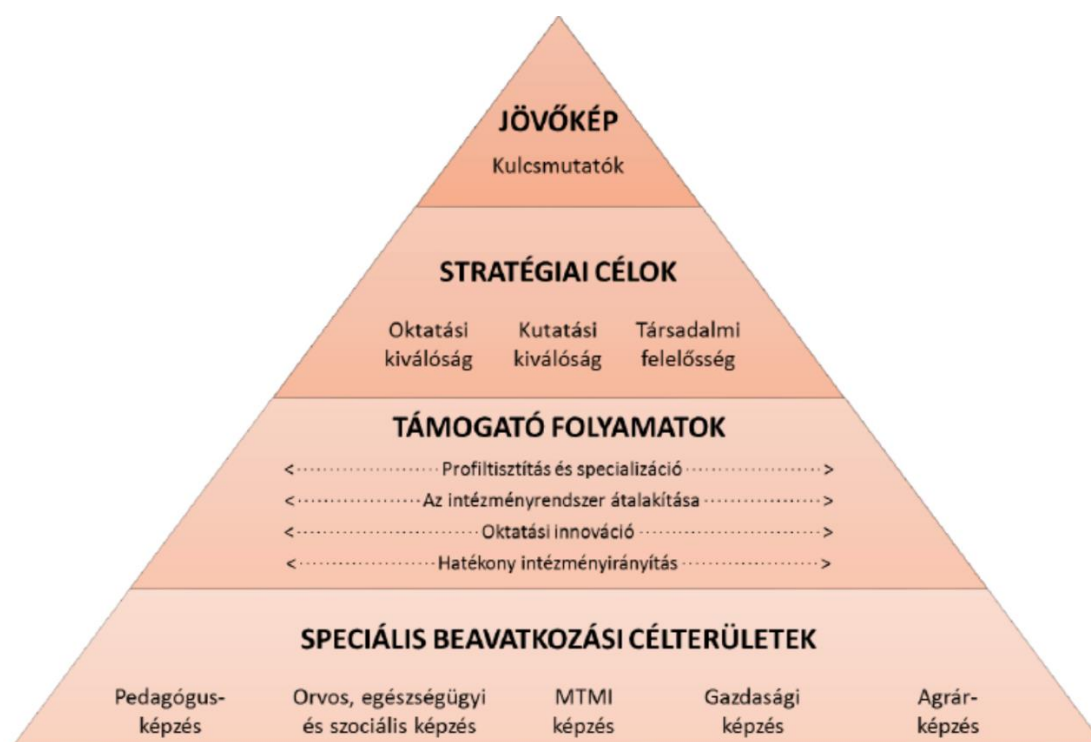 JÖVŐKÉP
Kulcsmutatók
STRATÉGIAI CÉLOK
Oktatási kiválóság
Kutatási kiválóság
Társadalmi felelősség
TÁMOGATÓ FOLYAMATOK
<····················· Profiltisztítás és specializáció ·····················>
<··················· Az intézményrendszer átalakítása ···················>
<···························· Oktatási innováció ····························>
<····················· Hatékony intézményirányítás ·····················>
SPECIÁLIS BEAVATKOZÁSI CÉLTERÜLETEK
Pedagógus-
képzés
Orvos, egészségügyi
és szociális képzés
MTMI
képzés
Gazdasági
képzés
Agrár-
képzés